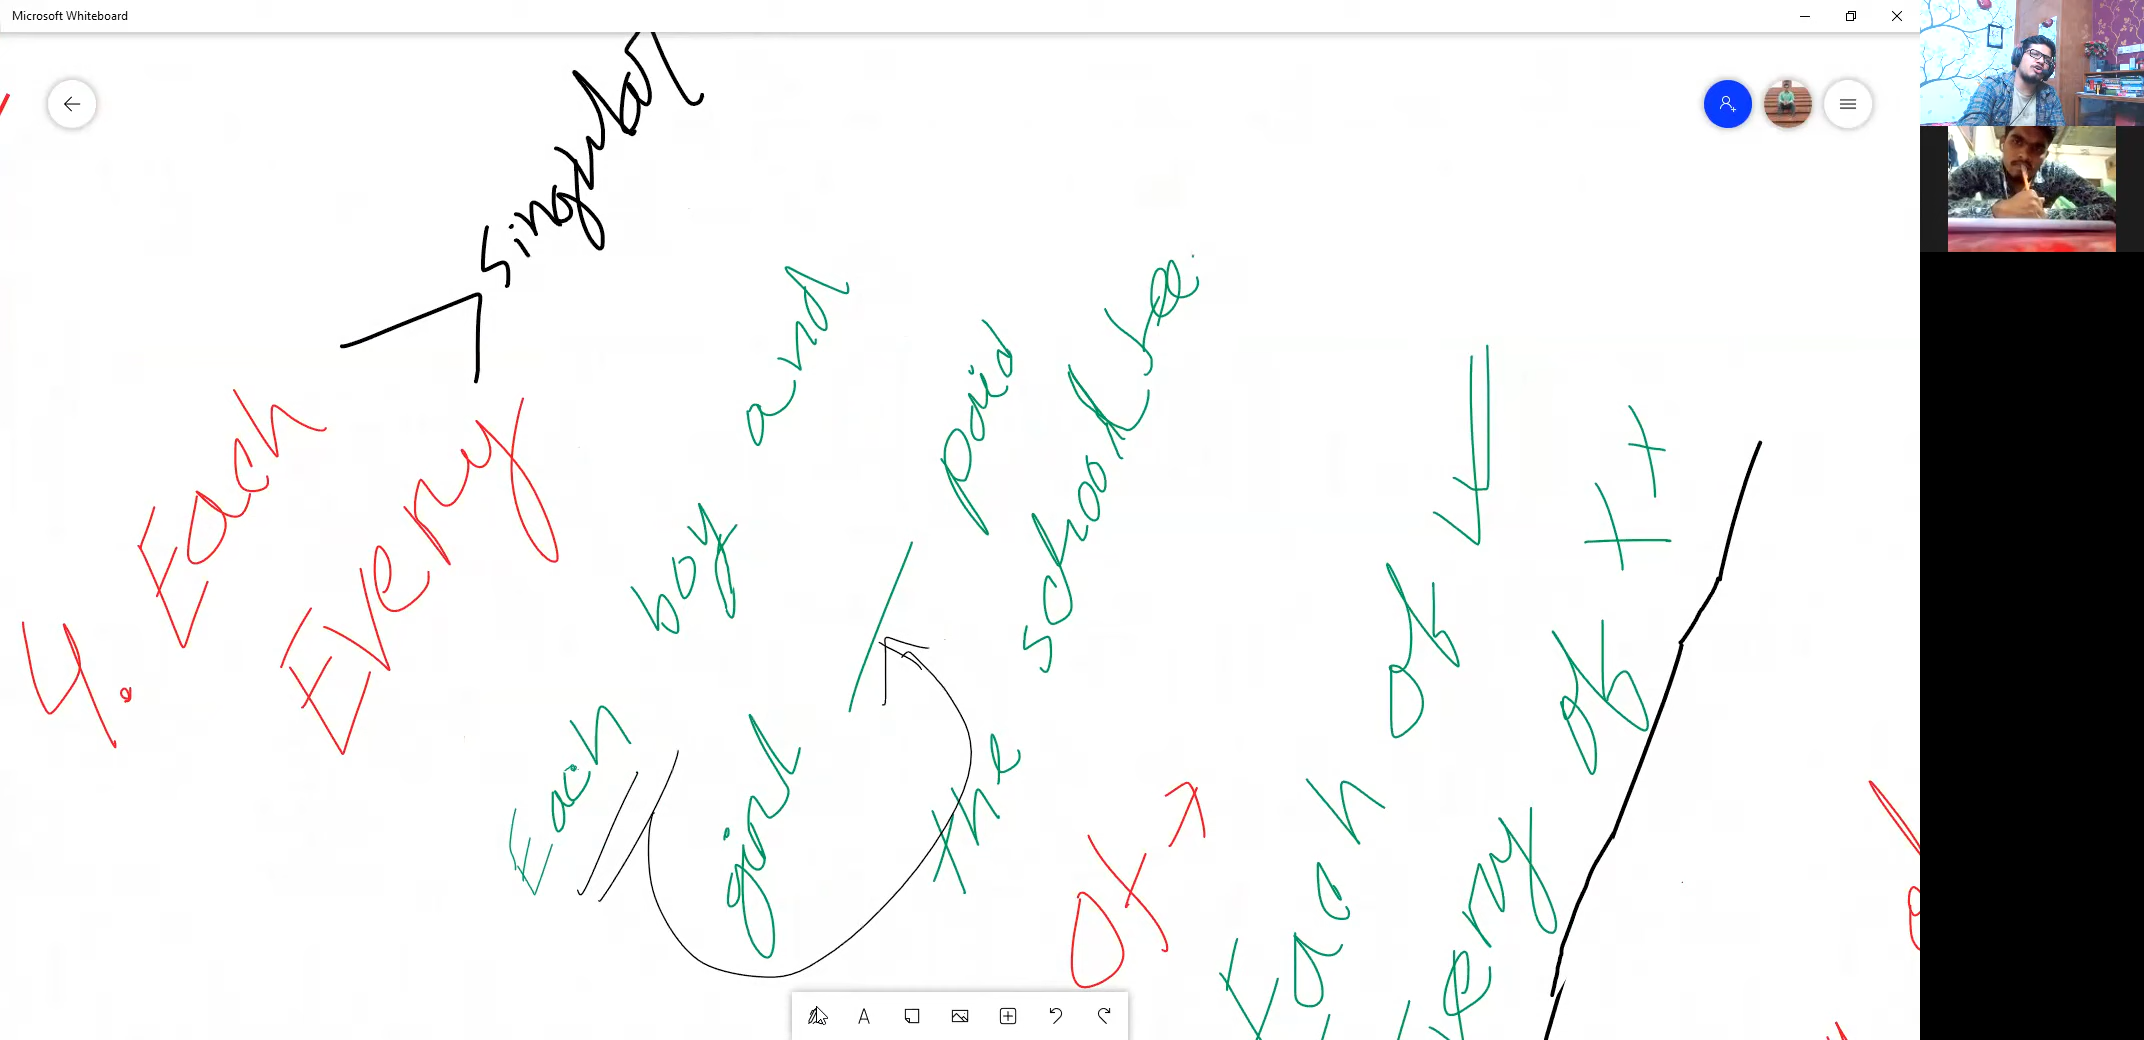 Microsoft Whiteboard
4. Each
Every
singular
Each boy and
girl / paid
the school fee.
of →
Each of ✓
Every of ++